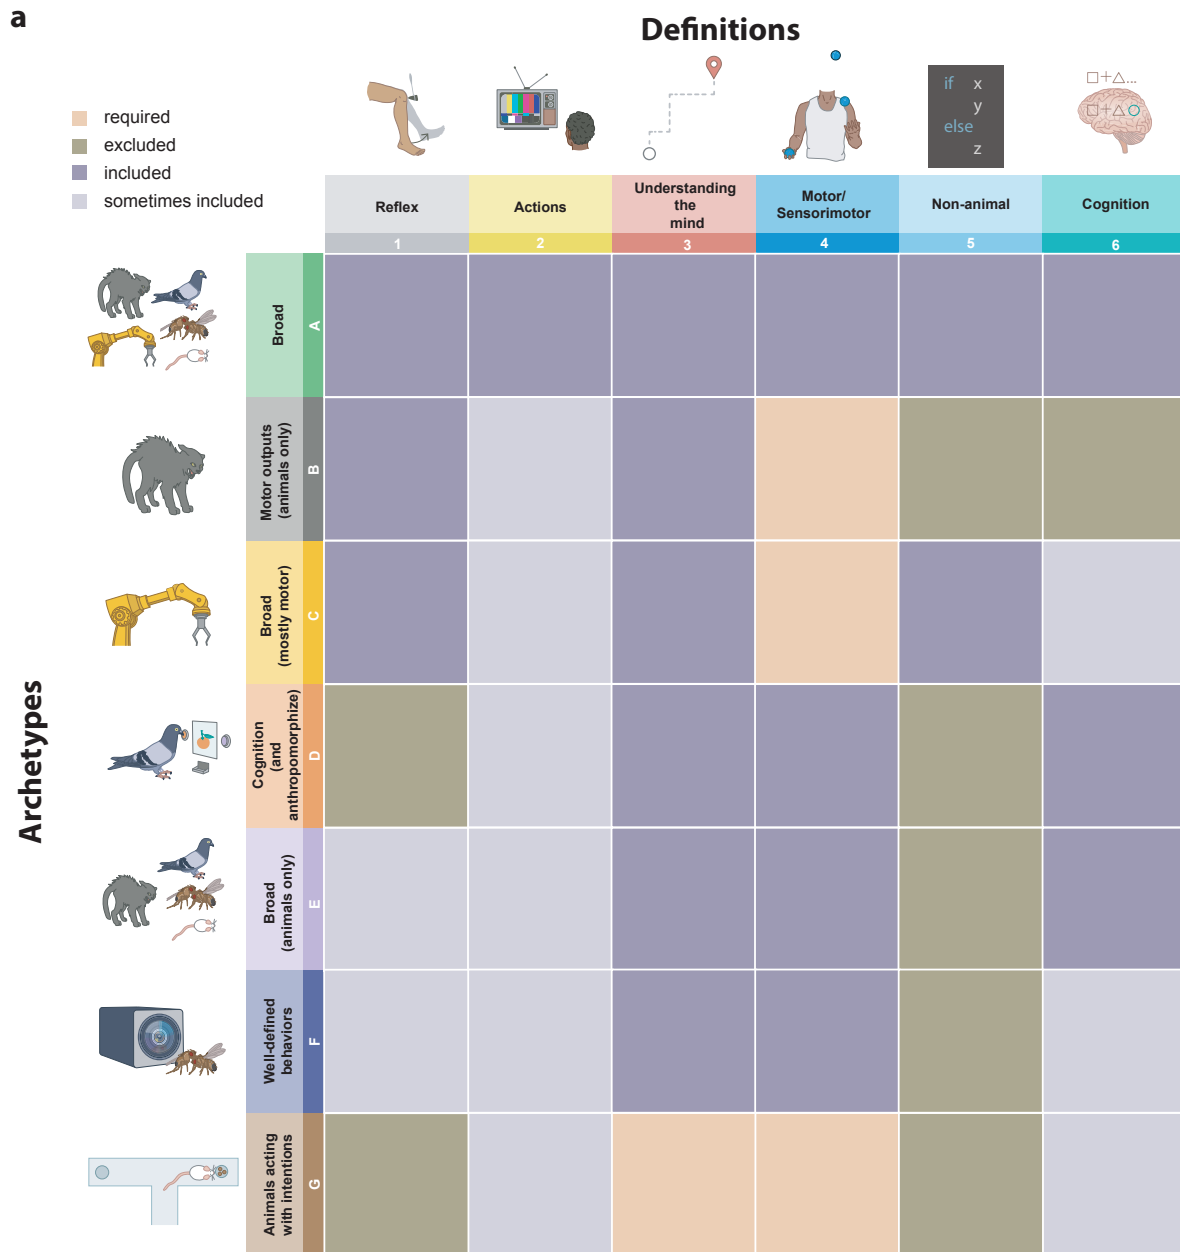 a
Definitions
required
excluded
included
sometimes included
if x
y
else
z
□+△...
□+△○
Reflex
Actions
Understanding
the
mind
Motor/
Sensorimotor
Non-animal
Cognition
1
2
3
4
5
6
Archetypes
Broad
A
Motor outputs
(animals only)
B
Broad
(mostly motor)
C
Cognition
(and
anthropomorphize)
D
Broad
(animals only)
E
Well-defined
behaviors
F
Animals acting
with intentions
G